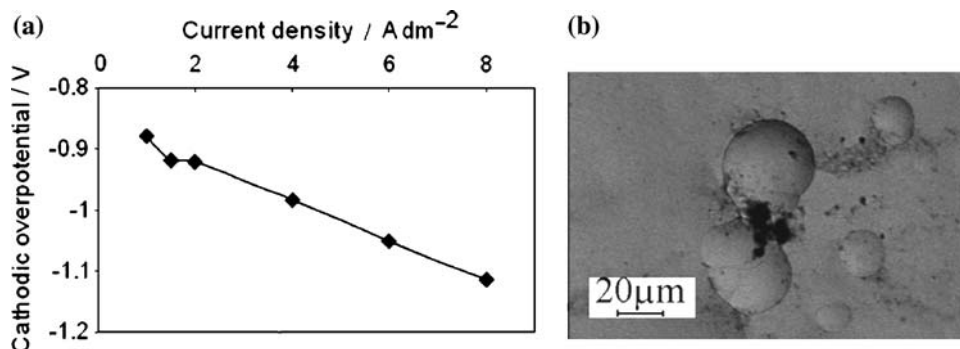 (a)
Current density / A dm⁻²
0 2 4 6 8
Cathodic overpotential / V
-0.8
-0.9
-1
-1.1
-1.2
(b)
20µm